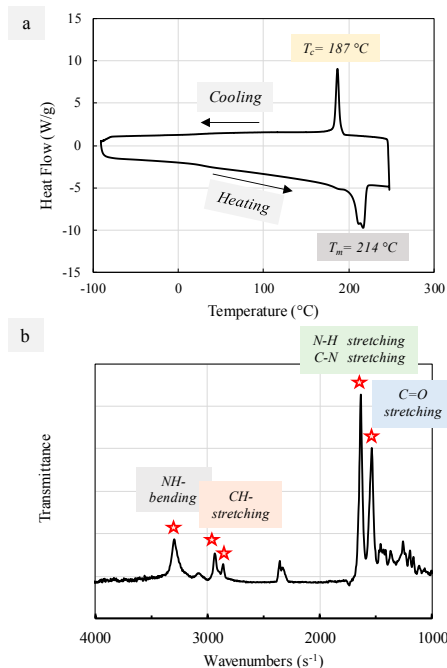 a
15
10
5
0
-5
-10
-15
Heat Flow (W/g)
T_c= 187 °C
Cooling
Heating
T_m= 214 °C
-100
0
100
200
300
Temperature (°C)
b
N-H stretching
C-N stretching
C=O
stretching
NH-
bending
CH-
stretching
Transmittance
4000
3000
2000
1000
Wavenumbers (s⁻¹)